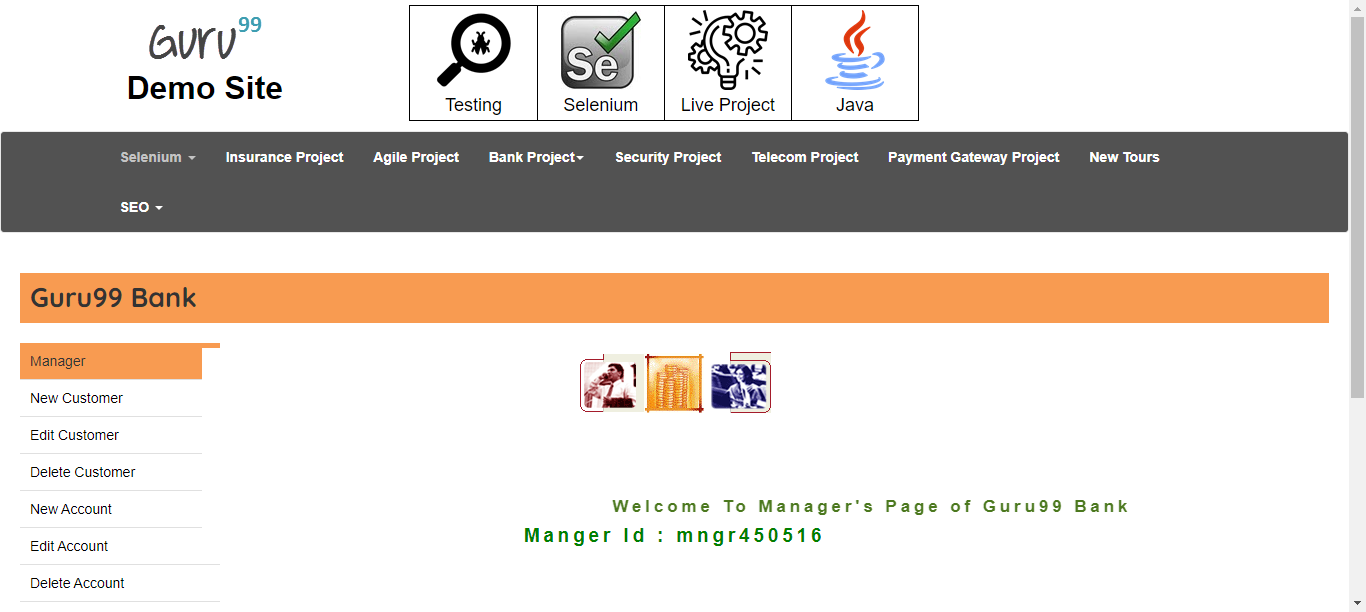 Guru99
Demo Site
Testing
Selenium
Live Project
Java
Selenium
Insurance Project
Agile Project
Bank Project
Security Project
Telecom Project
Payment Gateway Project
New Tours
SEO
Guru99 Bank
Manager
New Customer
Edit Customer
Delete Customer
New Account
Edit Account
Delete Account
Welcome To Manager's Page of Guru99 Bank
Manger Id : mngr450516